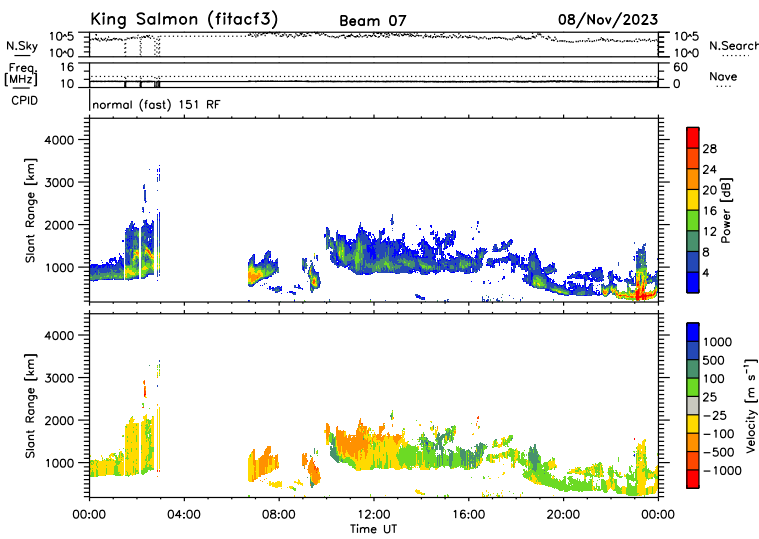 King Salmon (fitacf3) Beam 07 08/Nov/2023
N.Sky 10^5 10^0 10^5 10^0 N.Search
Freq. [MHz] 16 10 60 0 Nave
CPID normal (fast) 151 RF
Slant Range [km]
4000
3000
2000
1000
Power [dB]
28
24
20
16
12
8
4
Slant Range [km]
4000
3000
2000
1000
Velocity [m s⁻¹]
1000
500
100
25
−25
−100
−500
−1000
00:00 04:00 08:00 12:00 16:00 20:00 00:00
Time UT